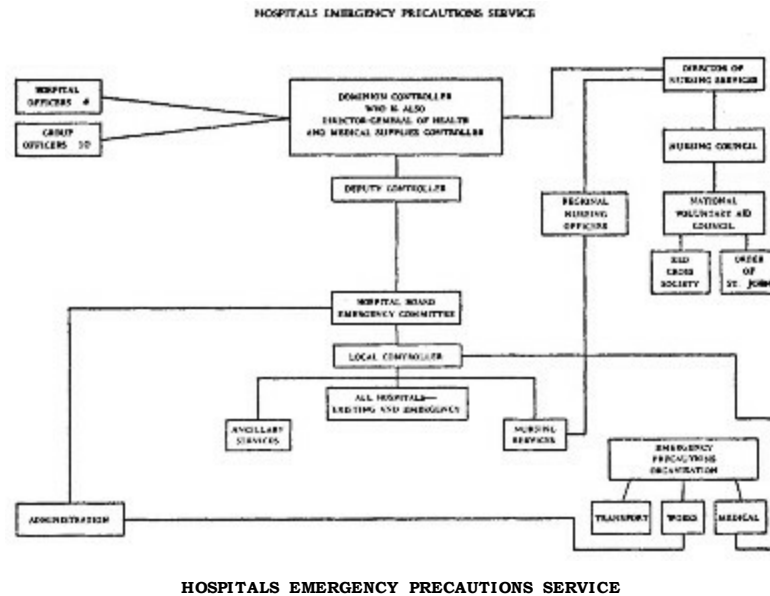 HOSPITALS EMERGENCY PRECAUTIONS SERVICE
HOSPITAL
OFFICERS
GROUP
OFFICERS 10
DOMINION CONTROLLER
WHO IS ALSO
DIRECTOR-GENERAL OF HEALTH
AND MEDICAL SUPPLIES CONTROLLER
DIRECTOR OF
NURSING SERVICES
NURSING COUNCIL
DEPUTY CONTROLLER
REGIONAL
NURSING
OFFICERS
NATIONAL
VOLUNTARY AID
COUNCIL
RED
CROSS
SOCIETY
ORDER
OF
ST. JOHN
HOSPITAL BOARD
EMERGENCY COMMITTEE
LOCAL CONTROLLER
ALL HOSPITALS—
EXISTING AND EMERGENCY
ANCILLARY
SERVICES
NURSING
SERVICES
EMERGENCY
PRECAUTIONS
ORGANISATION
TRANSPORT
WORKS
MEDICAL
ADMINISTRATION
HOSPITALS EMERGENCY PRECAUTIONS SERVICE